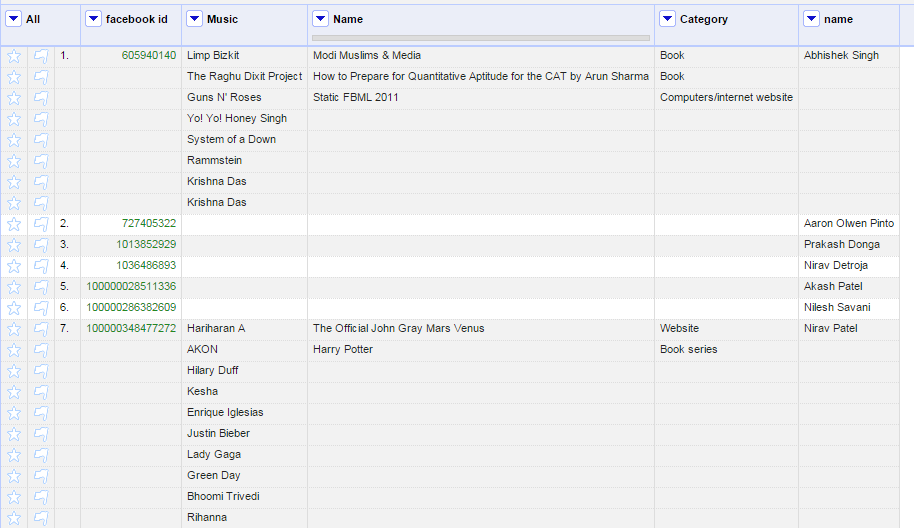 All facebook id Music Name Category name
1. 605940140 Limp Bizkit Modi Muslims & Media Book Abhishek Singh
The Raghu Dixit Project How to Prepare for Quantitative Aptitude for the CAT by Arun Sharma Book
Guns N' Roses Static FBML 2011 Computers/internet website
Yo! Yo! Honey Singh
System of a Down
Rammstein
Krishna Das
Krishna Das
2. 727405322 Aaron Olwen Pinto
3. 1013852929 Prakash Donga
4. 1036486893 Nirav Detroja
5. 100000028511336 Akash Patel
6. 100000286382609 Nilesh Savani
7. 100000348477272 Hariharan A The Official John Gray Mars Venus Website Nirav Patel
AKON Harry Potter Book series
Hilary Duff
Kesha
Enrique Iglesias
Justin Bieber
Lady Gaga
Green Day
Bhoomi Trivedi
Rihanna